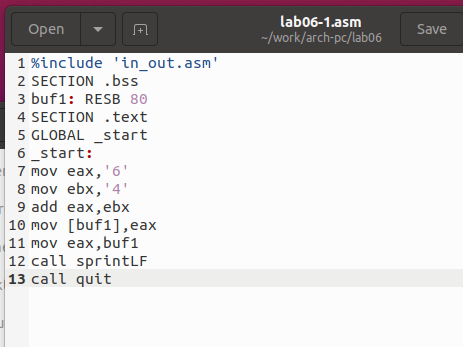 Open
lab06-1.asm
~/work/arch-pc/lab06
Save
1 %include 'in_out.asm'
2 SECTION .bss
3 buf1: RESB 80
4 SECTION .text
5 GLOBAL _start
6 _start:
7 mov eax,'6'
8 mov ebx,'4'
9 add eax,ebx
10 mov [buf1],eax
11 mov eax,buf1
12 call sprintLF
13 call quit